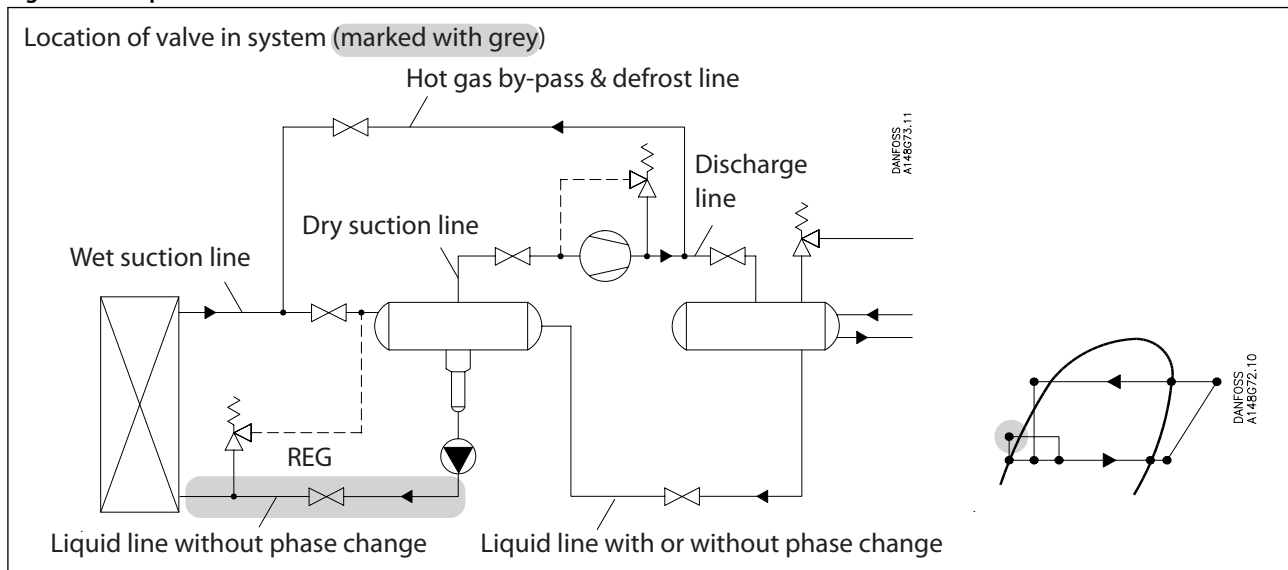 Location of valve in system (marked with grey)
Hot gas by-pass & defrost line
DANFOSS
A148G73.11
Discharge
line
Dry suction line
Wet suction line
DANFOSS
A148G72.10
REG
Liquid line without phase change
Liquid line with or without phase change